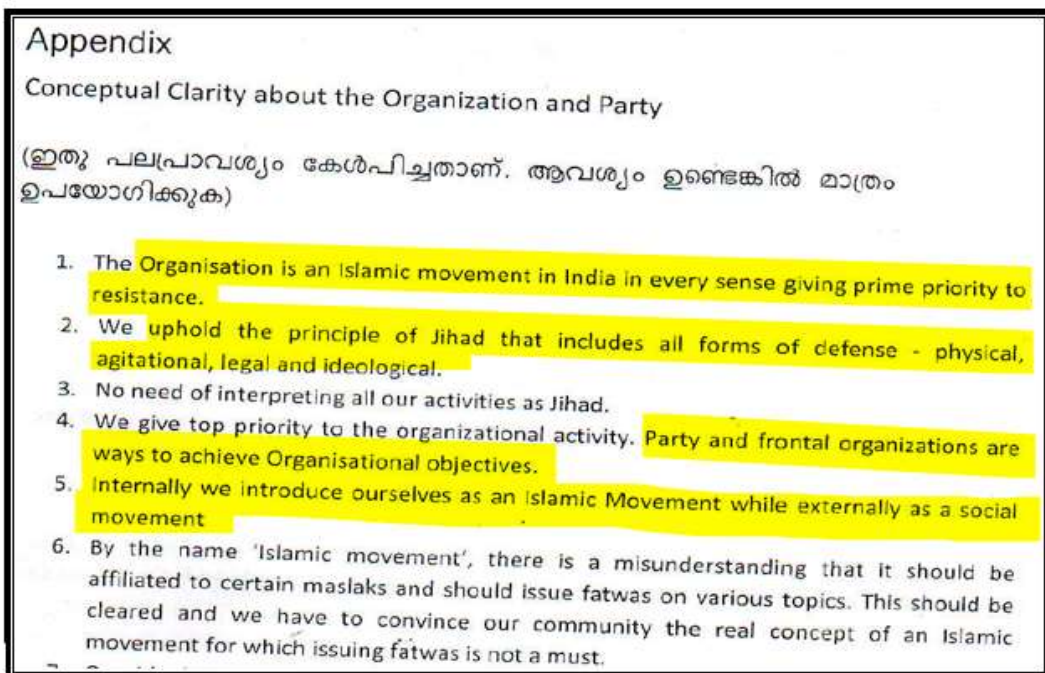 Appendix
Conceptual Clarity about the Organization and Party
(ഇതു പലപ്രാവശ്യം കേൾപിച്ചതാണ്. ആവശ്യം ഉണ്ടെങ്കിൽ മാത്രം
ഉപയോഗിക്കുക)
1. The Organisation is an Islamic movement in India in every sense giving prime priority to
resistance.
2. We uphold the principle of Jihad that includes all forms of defense - physical,
agitational, legal and ideological.
3. No need of interpreting all our activities as Jihad.
4. We give top priority to the organizational activity. Party and frontal organizations are
ways to achieve Organisational objectives.
5. Internally we introduce ourselves as an Islamic Movement while externally as a social
movement
6. By the name 'Islamic movement', there is a misunderstanding that it should be
affiliated to certain maslaks and should issue fatwas on various topics. This should be
cleared and we have to convince our community the real concept of an Islamic
movement for which issuing fatwas is not a must.